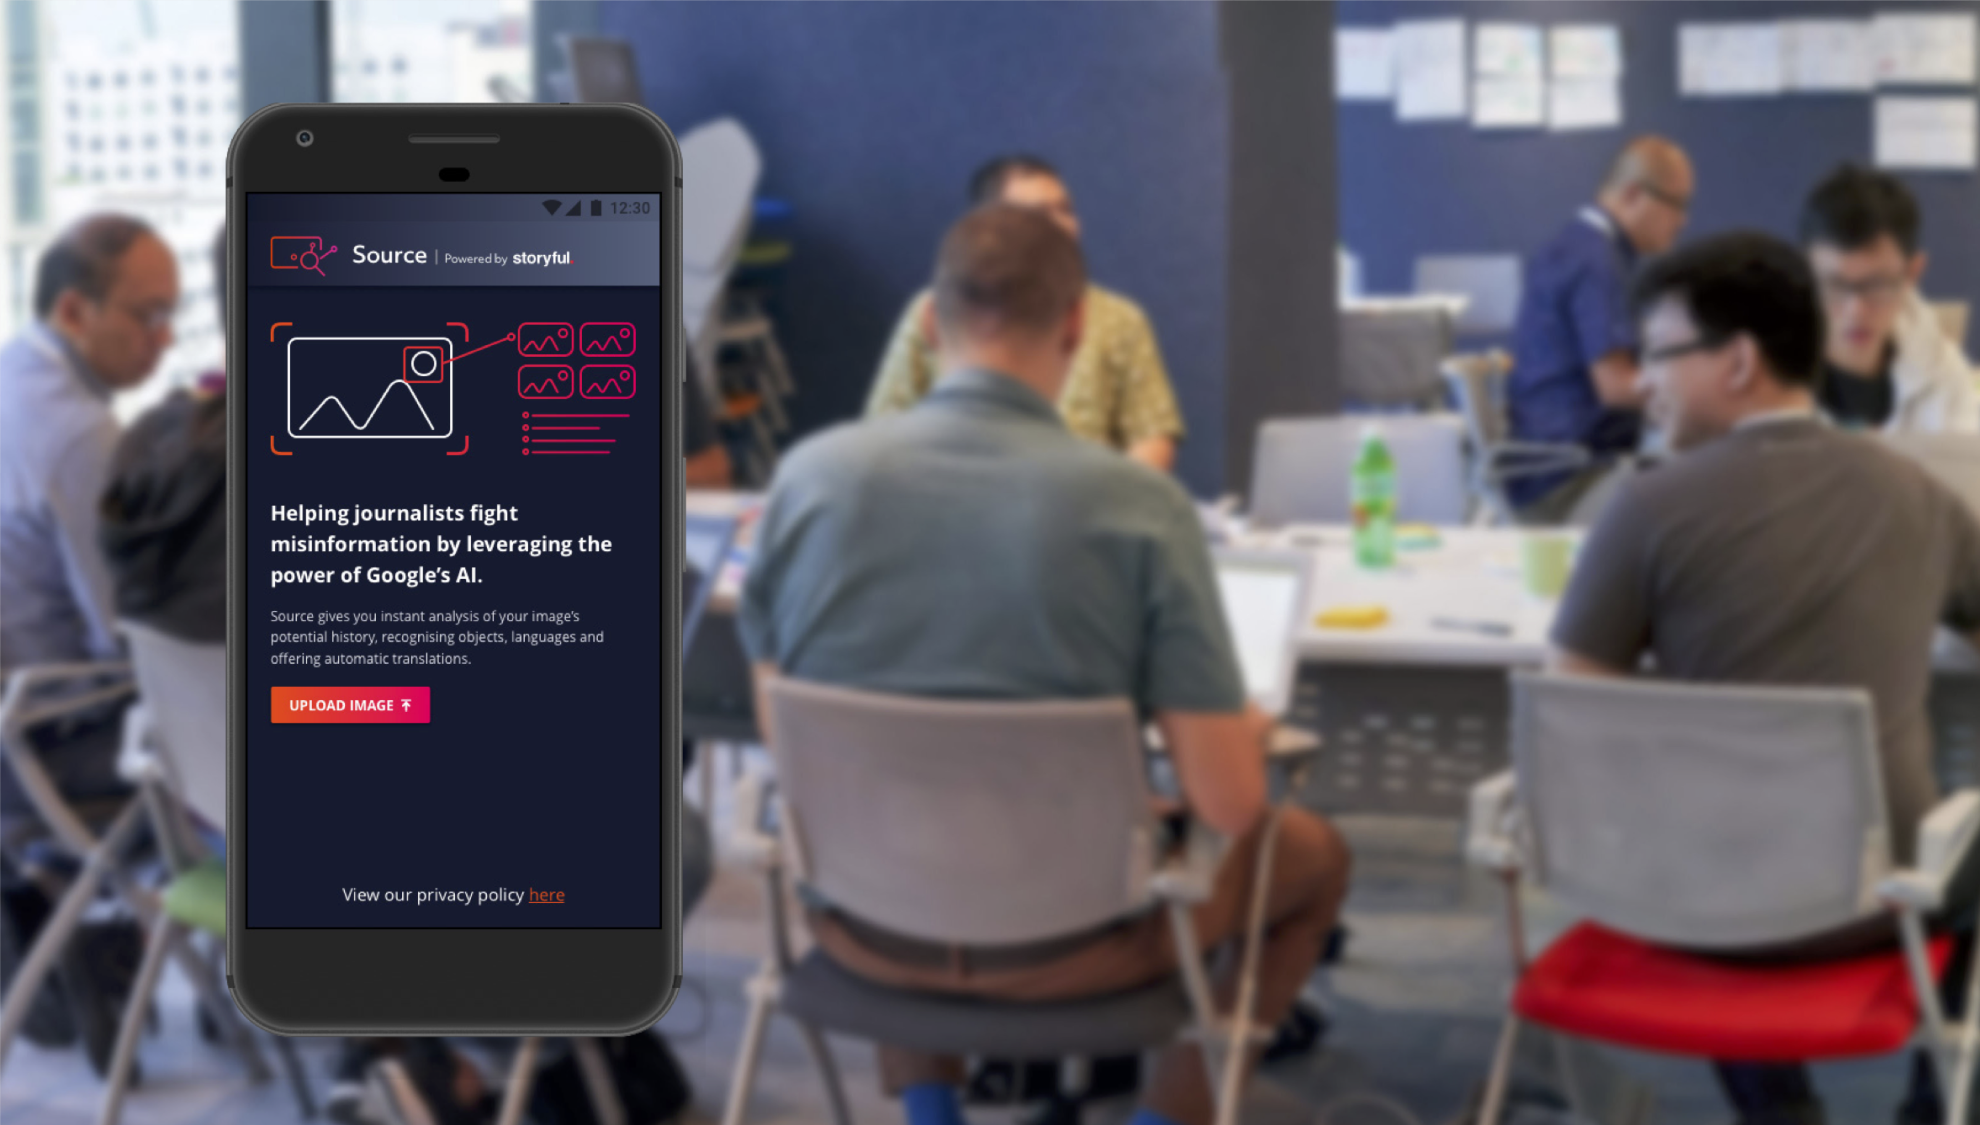 12:30
Source | Powered by storyful.
Helping journalists fight
misinformation by leveraging the
power of Google's AI.
Source gives you instant analysis of your image's
potential history, recognising objects, languages and
offering automatic translations.
UPLOAD IMAGE
View our privacy policy here